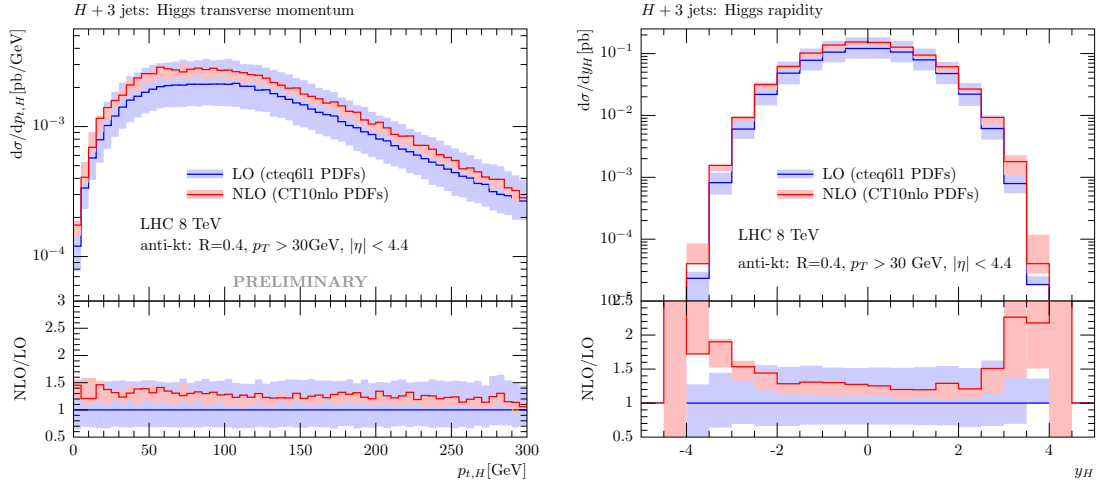 H + 3 jets: Higgs transverse momentum
dσ/dp_{t,H}[pb/GeV]
10^{-3}
10^{-4}
LO (cteq6l1 PDFs)
NLO (CT10nlo PDFs)
LHC 8 TeV
anti-kt: R=0.4, p_T > 30GeV, |η| < 4.4
PRELIMINARY
NLO/LO
3
2.5
2
1.5
1
0.5
0 50 100 150 200 250 300
p_{t,H}[GeV]
H + 3 jets: Higgs rapidity
dσ/dy_H[pb]
10^{-1}
10^{-2}
10^{-3}
10^{-4}
LO (cteq6l1 PDFs)
NLO (CT10nlo PDFs)
LHC 8 TeV
anti-kt: R=0.4, p_T > 30 GeV, |η| < 4.4
NLO/LO
2
1.5
1
0.5
-4 -2 0 2 4
y_H